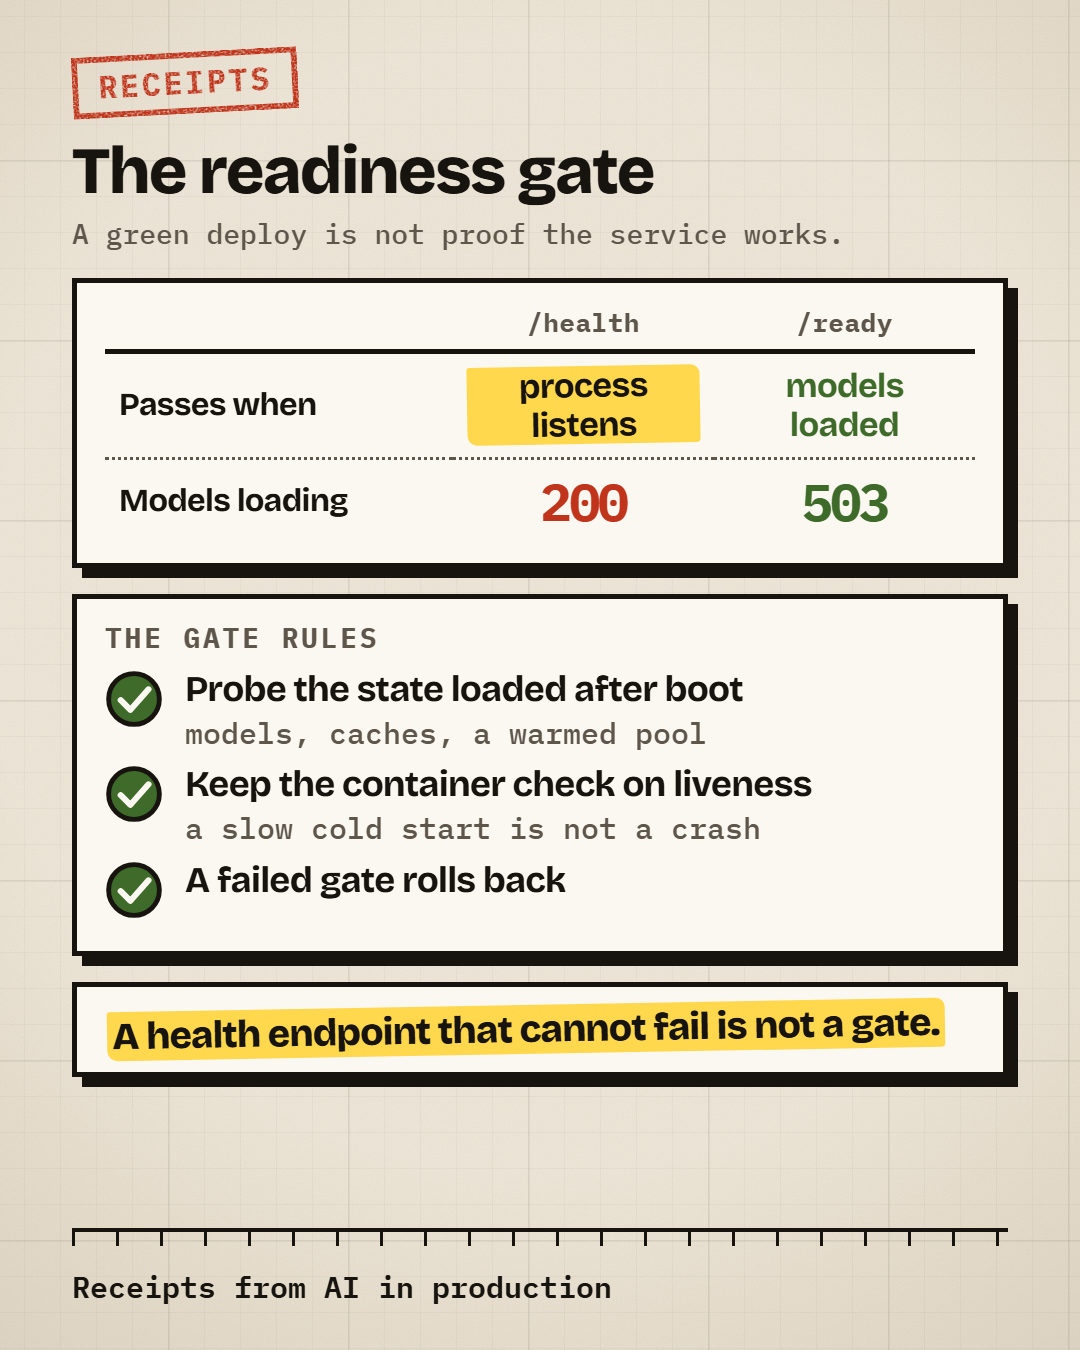 RECEIPTS
The readiness gate
A green deploy is not proof the service works.
/health /ready
Passes when process listens models loaded
Models loading 200 503
THE GATE RULES
Probe the state loaded after boot
models, caches, a warmed pool
Keep the container check on liveness
a slow cold start is not a crash
A failed gate rolls back
A health endpoint that cannot fail is not a gate.
Receipts from AI in production